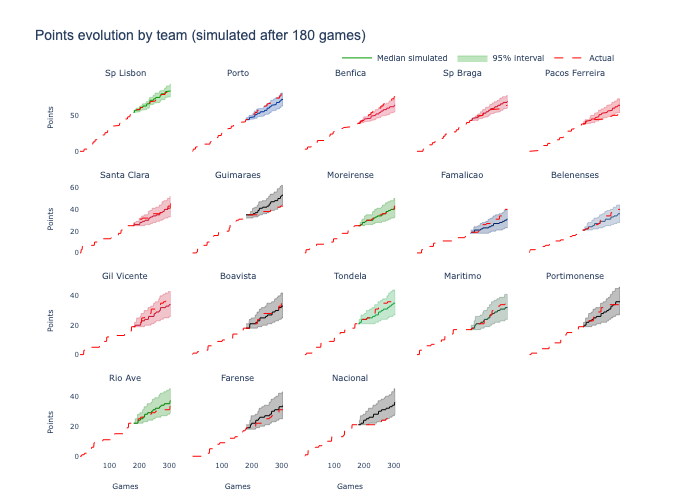 Points evolution by team (simulated after 180 games)
Median simulated 95% interval Actual
Sp Lisbon Porto Benfica Sp Braga Pacos Ferreira
Points
50
0
Santa Clara Guimaraes Moreirense Famalicao Belenenses
Points
60
40
20
0
Gil Vicente Boavista Tondela Maritimo Portimonense
Points
40
20
0
Rio Ave Farense Nacional
Points
40
20
0
100 200 300 100 200 300 100 200 300
Games Games Games